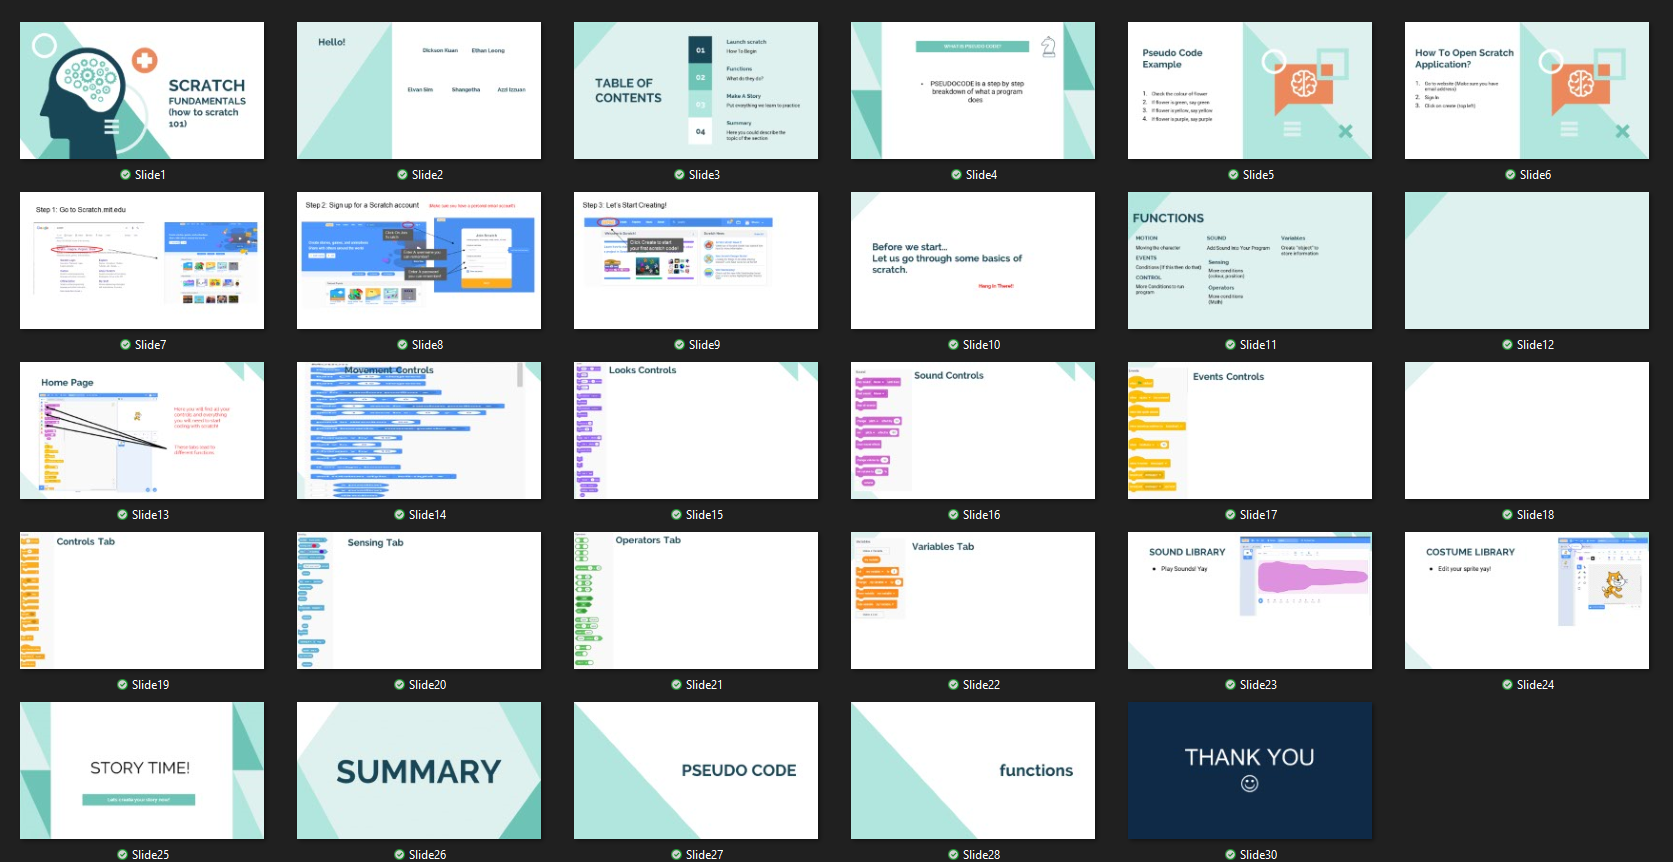 SCRATCH
FUNDAMENTALS
(how to scratch
101)
Slide1
Hello!
Dickson Kuan
Ethan Leong
Elvan Sim
Shangetha
Azil Izzuan
Slide2
TABLE OF
CONTENTS
01
Launch scratch
How To Begin
02
Functions
What do they do?
03
Make A Story
Put everything we learn to practice
04
Summary
Here you could describe the
topic of the section
Slide3
WHAT IS PSEUDO CODE?
• PSEUDOCODE is a step by step
breakdown of what a program
does
Slide4
Pseudo Code
Example
1. Check the colour of flower
2. If flower is green, say green
3. If flower is yellow, say yellow
4. If flower is purple, say purple
Slide5
How To Open Scratch
Application?
1. Go to website (Make sure you have
email address)
2. Sign in
3. Click on create (top left)
Slide6
Step 1: Go to Scratch.mit.edu
Slide7
Step 2: Sign up for a Scratch account
Slide8
Step 3: Let's Start Creating!
Click Create to start
your first scratch code!
Slide9
Before we start...
Let us go through some basics of
scratch.
Hang in There!!
Slide10
FUNCTIONS
MOTION
Moving the character
EVENTS
Conditions (if this then do that)
CONTROL
More Conditions to run
program
SOUND
Add Sound into Your Program
Sensing
More conditions
(colour, position)
Operators
More conditions
(Math)
Variables
Create "object" to
store information
Slide11
Slide12
Home Page
Here you will find all your
controls and everything
you will need to start
coding with scratch!
These tabs lead to
different functions
Slide13
Movement Controls
Slide14
Looks Controls
Slide15
Sound Controls
Slide16
Events Controls
Slide17
Slide18
Controls Tab
Slide19
Sensing Tab
Slide20
Operators Tab
Slide21
Variables Tab
Slide22
SOUND LIBRARY
• Play Sounds! Yay
Slide23
COSTUME LIBRARY
• Edit your sprite yay!
Slide24
STORY TIME!
Let's create your story now!
Slide25
SUMMARY
Slide26
PSEUDO CODE
Slide27
functions
Slide28
THANK YOU
Slide30